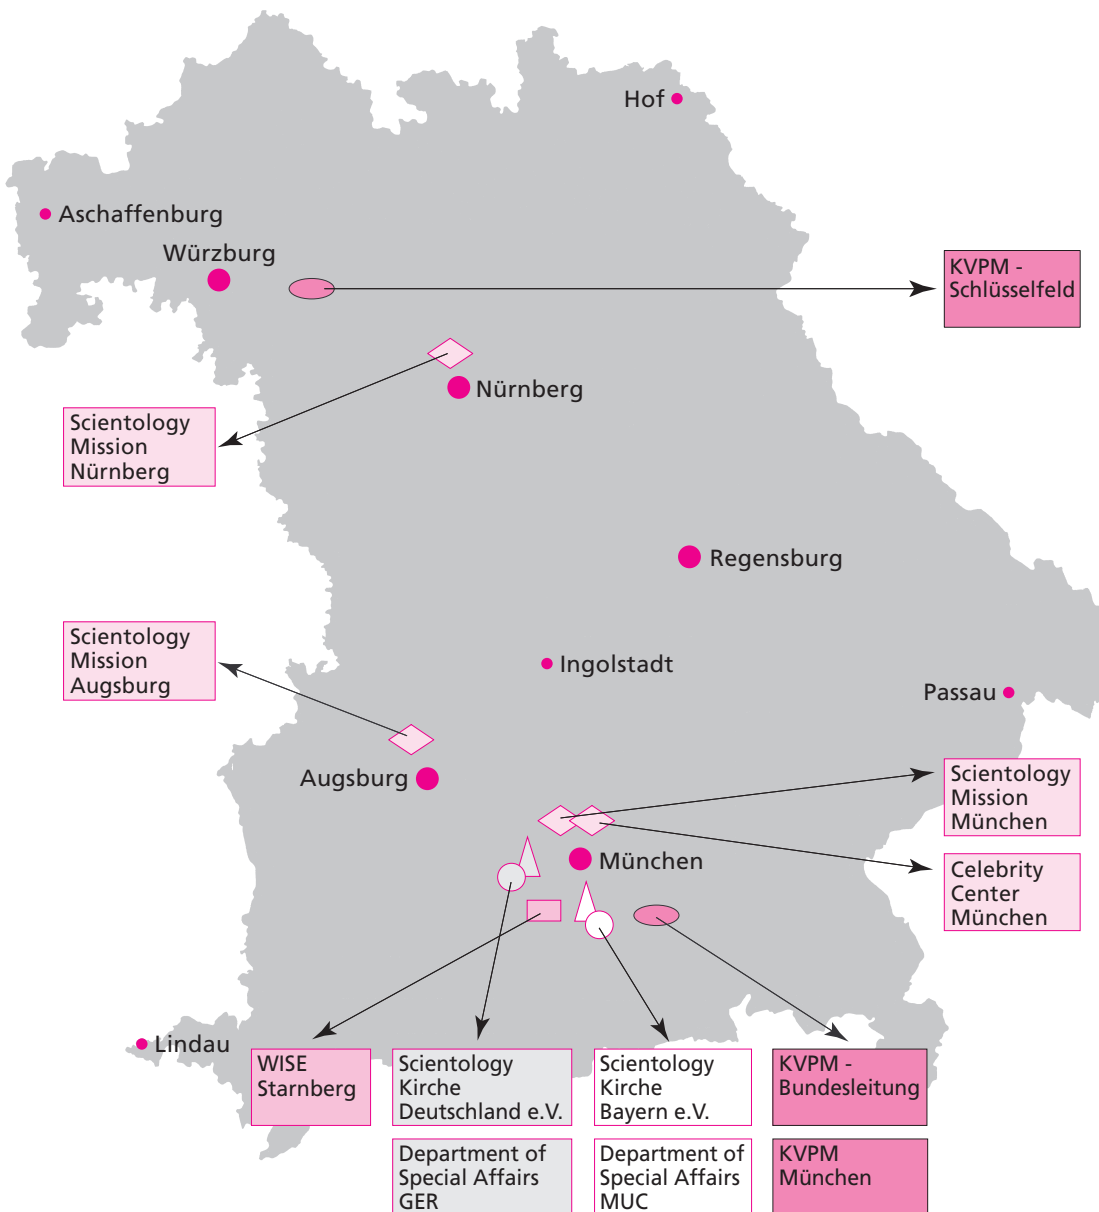 Hof
Aschaffenburg
Würzburg
KVPM -
Schlüsselfeld
Nürnberg
Scientology
Mission
Nürnberg
Regensburg
Scientology
Mission
Augsburg
Ingolstadt
Passau
Augsburg
Scientology
Mission
München
München
Celebrity
Center
München
Lindau
WISE
Starnberg
Scientology
Kirche
Deutschland e.V.
Scientology
Kirche
Bayern e.V.
KVPM -
Bundesleitung
Department of
Special Affairs
GER
Department of
Special Affairs
MUC
KVPM
München